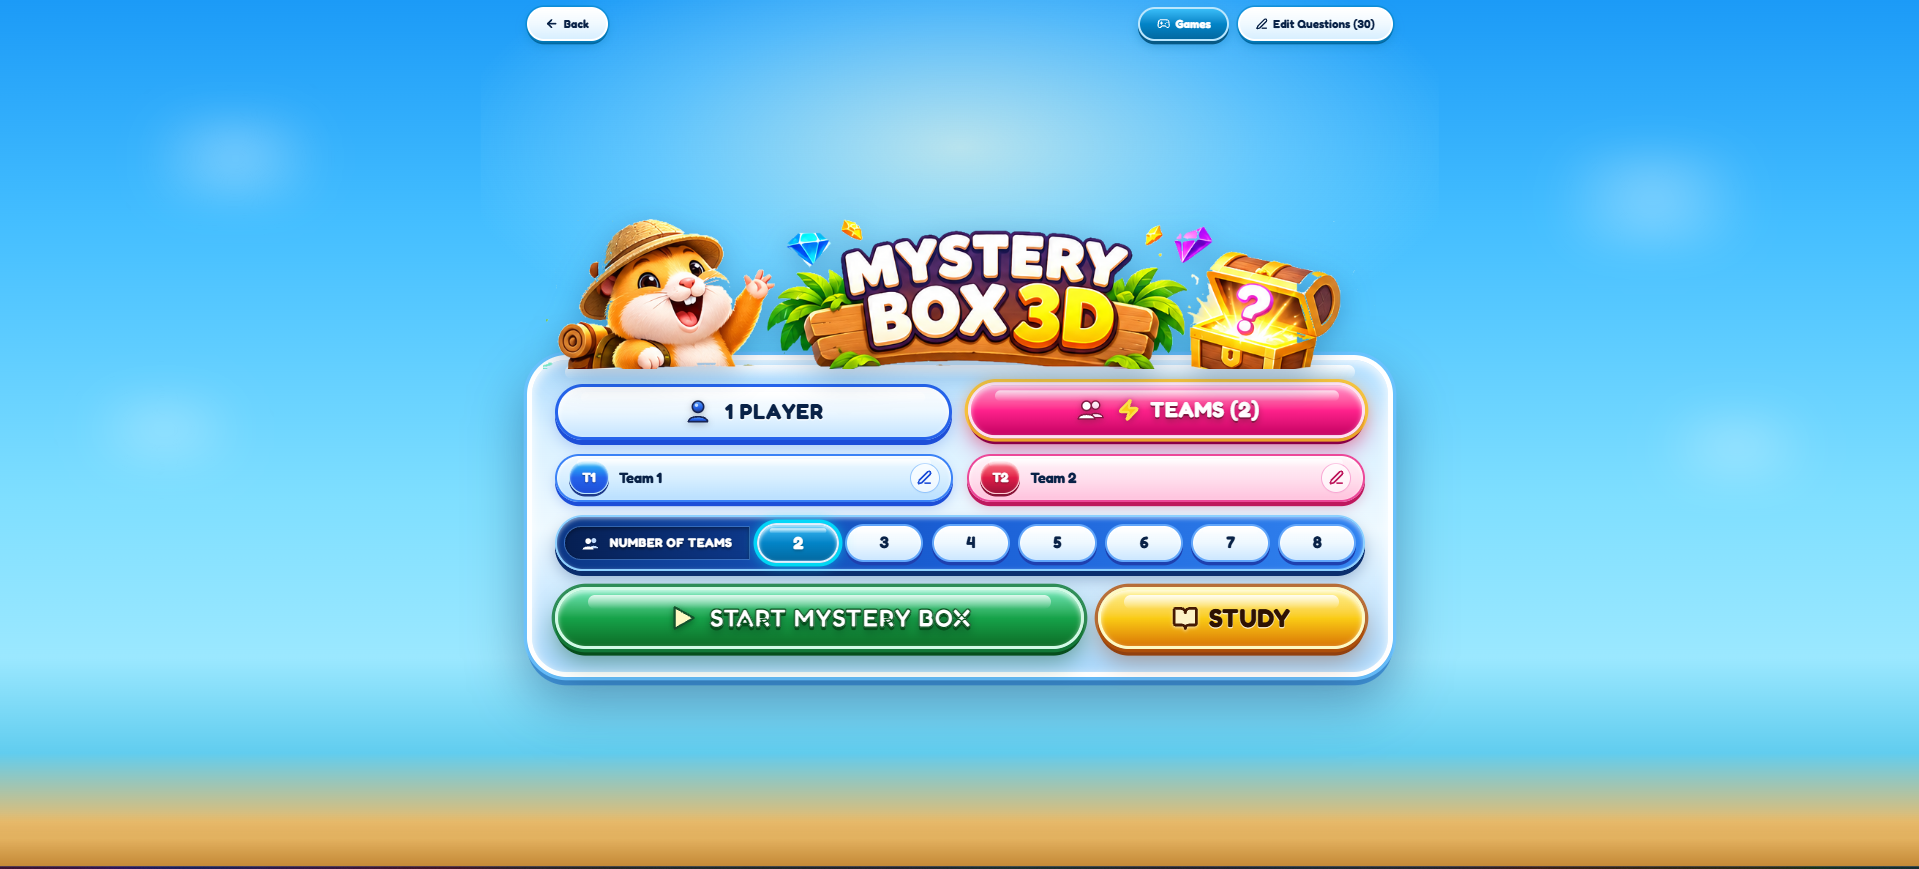 Back
Games
Edit Questions (30)
MYSTERY
BOX 3D
?
1 PLAYER
TEAMS (2)
T1
Team 1
T2
Team 2
NUMBER OF TEAMS
2
3
4
5
6
7
8
START MYSTERY BOX
STUDY